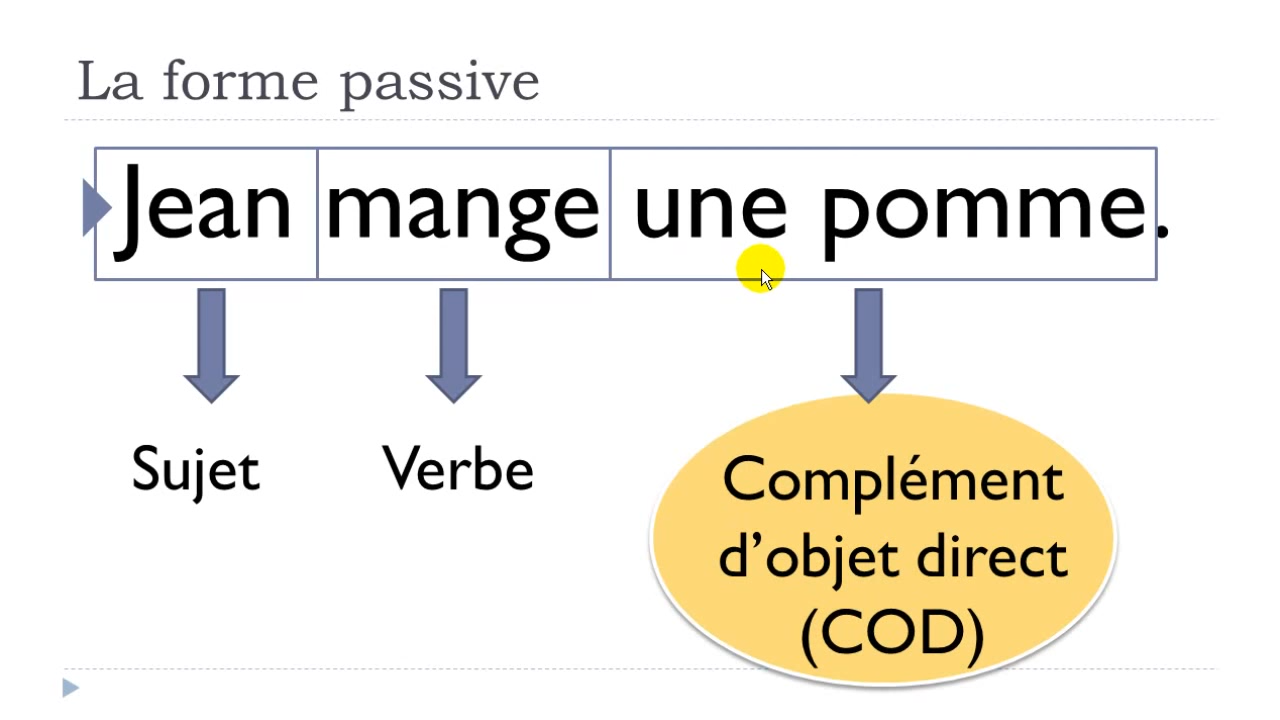 La forme passive
Jean mange une pomme.
Sujet
Verbe
Complément
d’objet direct
(COD)